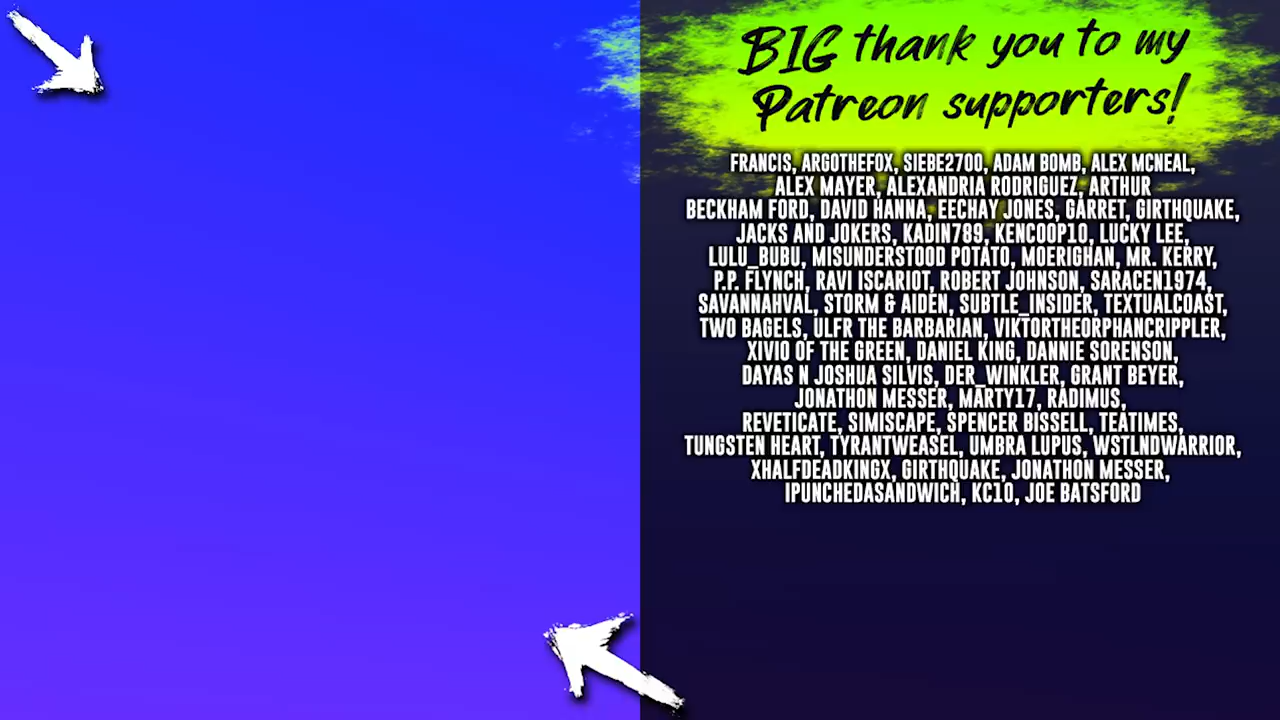 BIG thank you to my
Patreon supporters!
FRANCIS, ARGOTHEFOX, SIEBE2700, ADAM BOMB, ALEX MCNEAL,
ALEX MAYER, ALEXANDRIA RODRIGUEZ, ARTHUR
BECKHAM FORD, DAVID HANNA, EECHAY JONES, GARRET, GIRTHQUAKE,
JACKS AND JOKERS, KADIN789, KENCOOP10, LUCKY LEE,
LULU_BUBU, MISUNDERSTOOD POTATO, MOERIGHAN, MR. KERRY,
P.P. FLYNCH, RAVI ISCARIOT, ROBERT JOHNSON, SARACEN1974,
SAVANNAHVAL, STORM & AIDEN, SUBTLE_INSIDER, TEXTUALCOAST,
TWO BAGELS, ULFR THE BARBARIAN, VIKTORTHEORPHANCRIPPLER,
XIVIO OF THE GREEN, DANIEL KING, DANNIE SORENSON,
DAYAS N JOSHUA SILVIS, DER_WINKLER, GRANT BEYER,
JONATHON MESSER, MARTY17, RADIMUS,
REVETICATE, SIMISCAPE, SPENCER BISSELL, TEATIMES,
TUNGSTEN HEART, TYRANTWEASEL, UMBRA LUPUS, WSTLNDWARRIOR,
XHALFDEADKINGX, GIRTHQUAKE, JONATHON MESSER,
IPUNCHEDASANDWICH, KC10, JOE BATSFORD